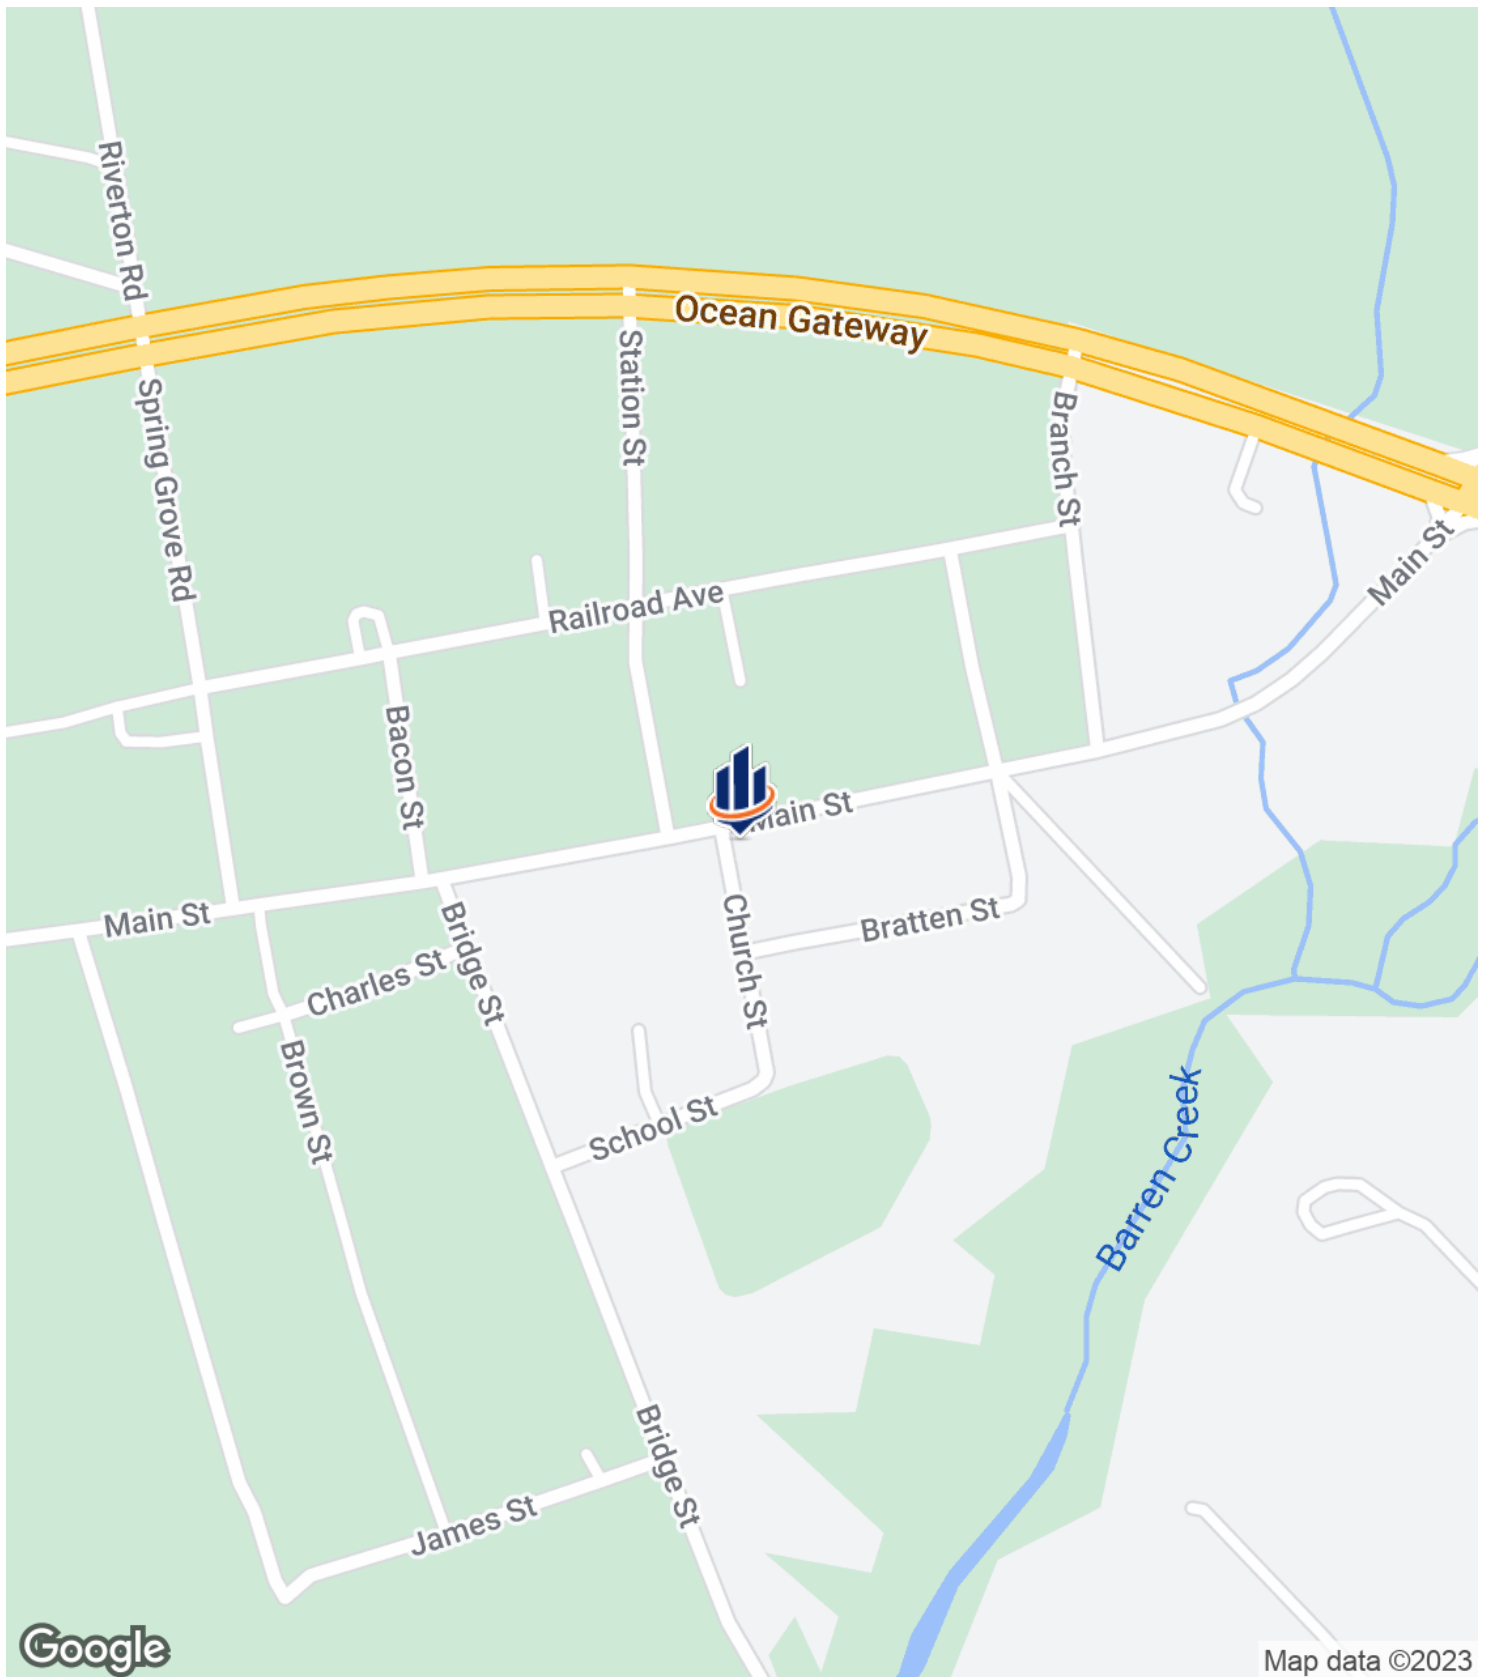 Riverton Rd
Ocean Gateway
Station St
Spring Grove Rd
Branch St
Main St
Railroad Ave
Bacon St
Main St
Main St
Bridge St
Church St
Bratten St
Charles St
Brown St
School St
Barren Creek
Bridge St
James St
Google
Map data ©2023